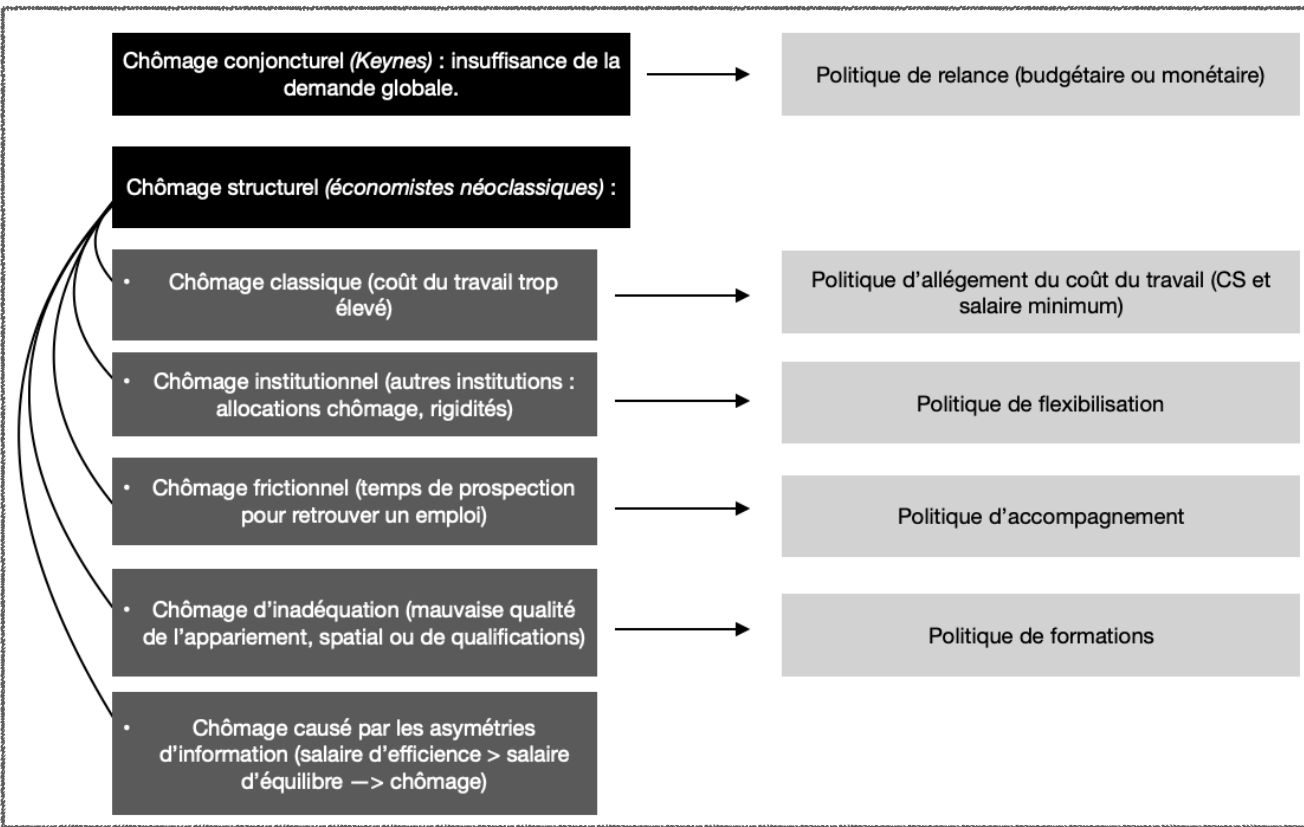 Chômage conjoncturel (Keynes) : insuffisance de la
demande globale.
Politique de relance (budgétaire ou monétaire)
Chômage structurel (économistes néoclassiques) :
• Chômage classique (coût du travail trop
élevé)
Politique d’allégement du coût du travail (CS et
salaire minimum)
• Chômage institutionnel (autres institutions :
allocations chômage, rigidités)
Politique de flexibilisation
• Chômage frictionnel (temps de prospection
pour retrouver un emploi)
Politique d’accompagnement
• Chômage d’inadéquation (mauvaise qualité
de l’appariement, spatial ou de qualifications)
Politique de formations
• Chômage causé par les asymétries
d’information (salaire d’efficience > salaire
d’équilibre —> chômage)